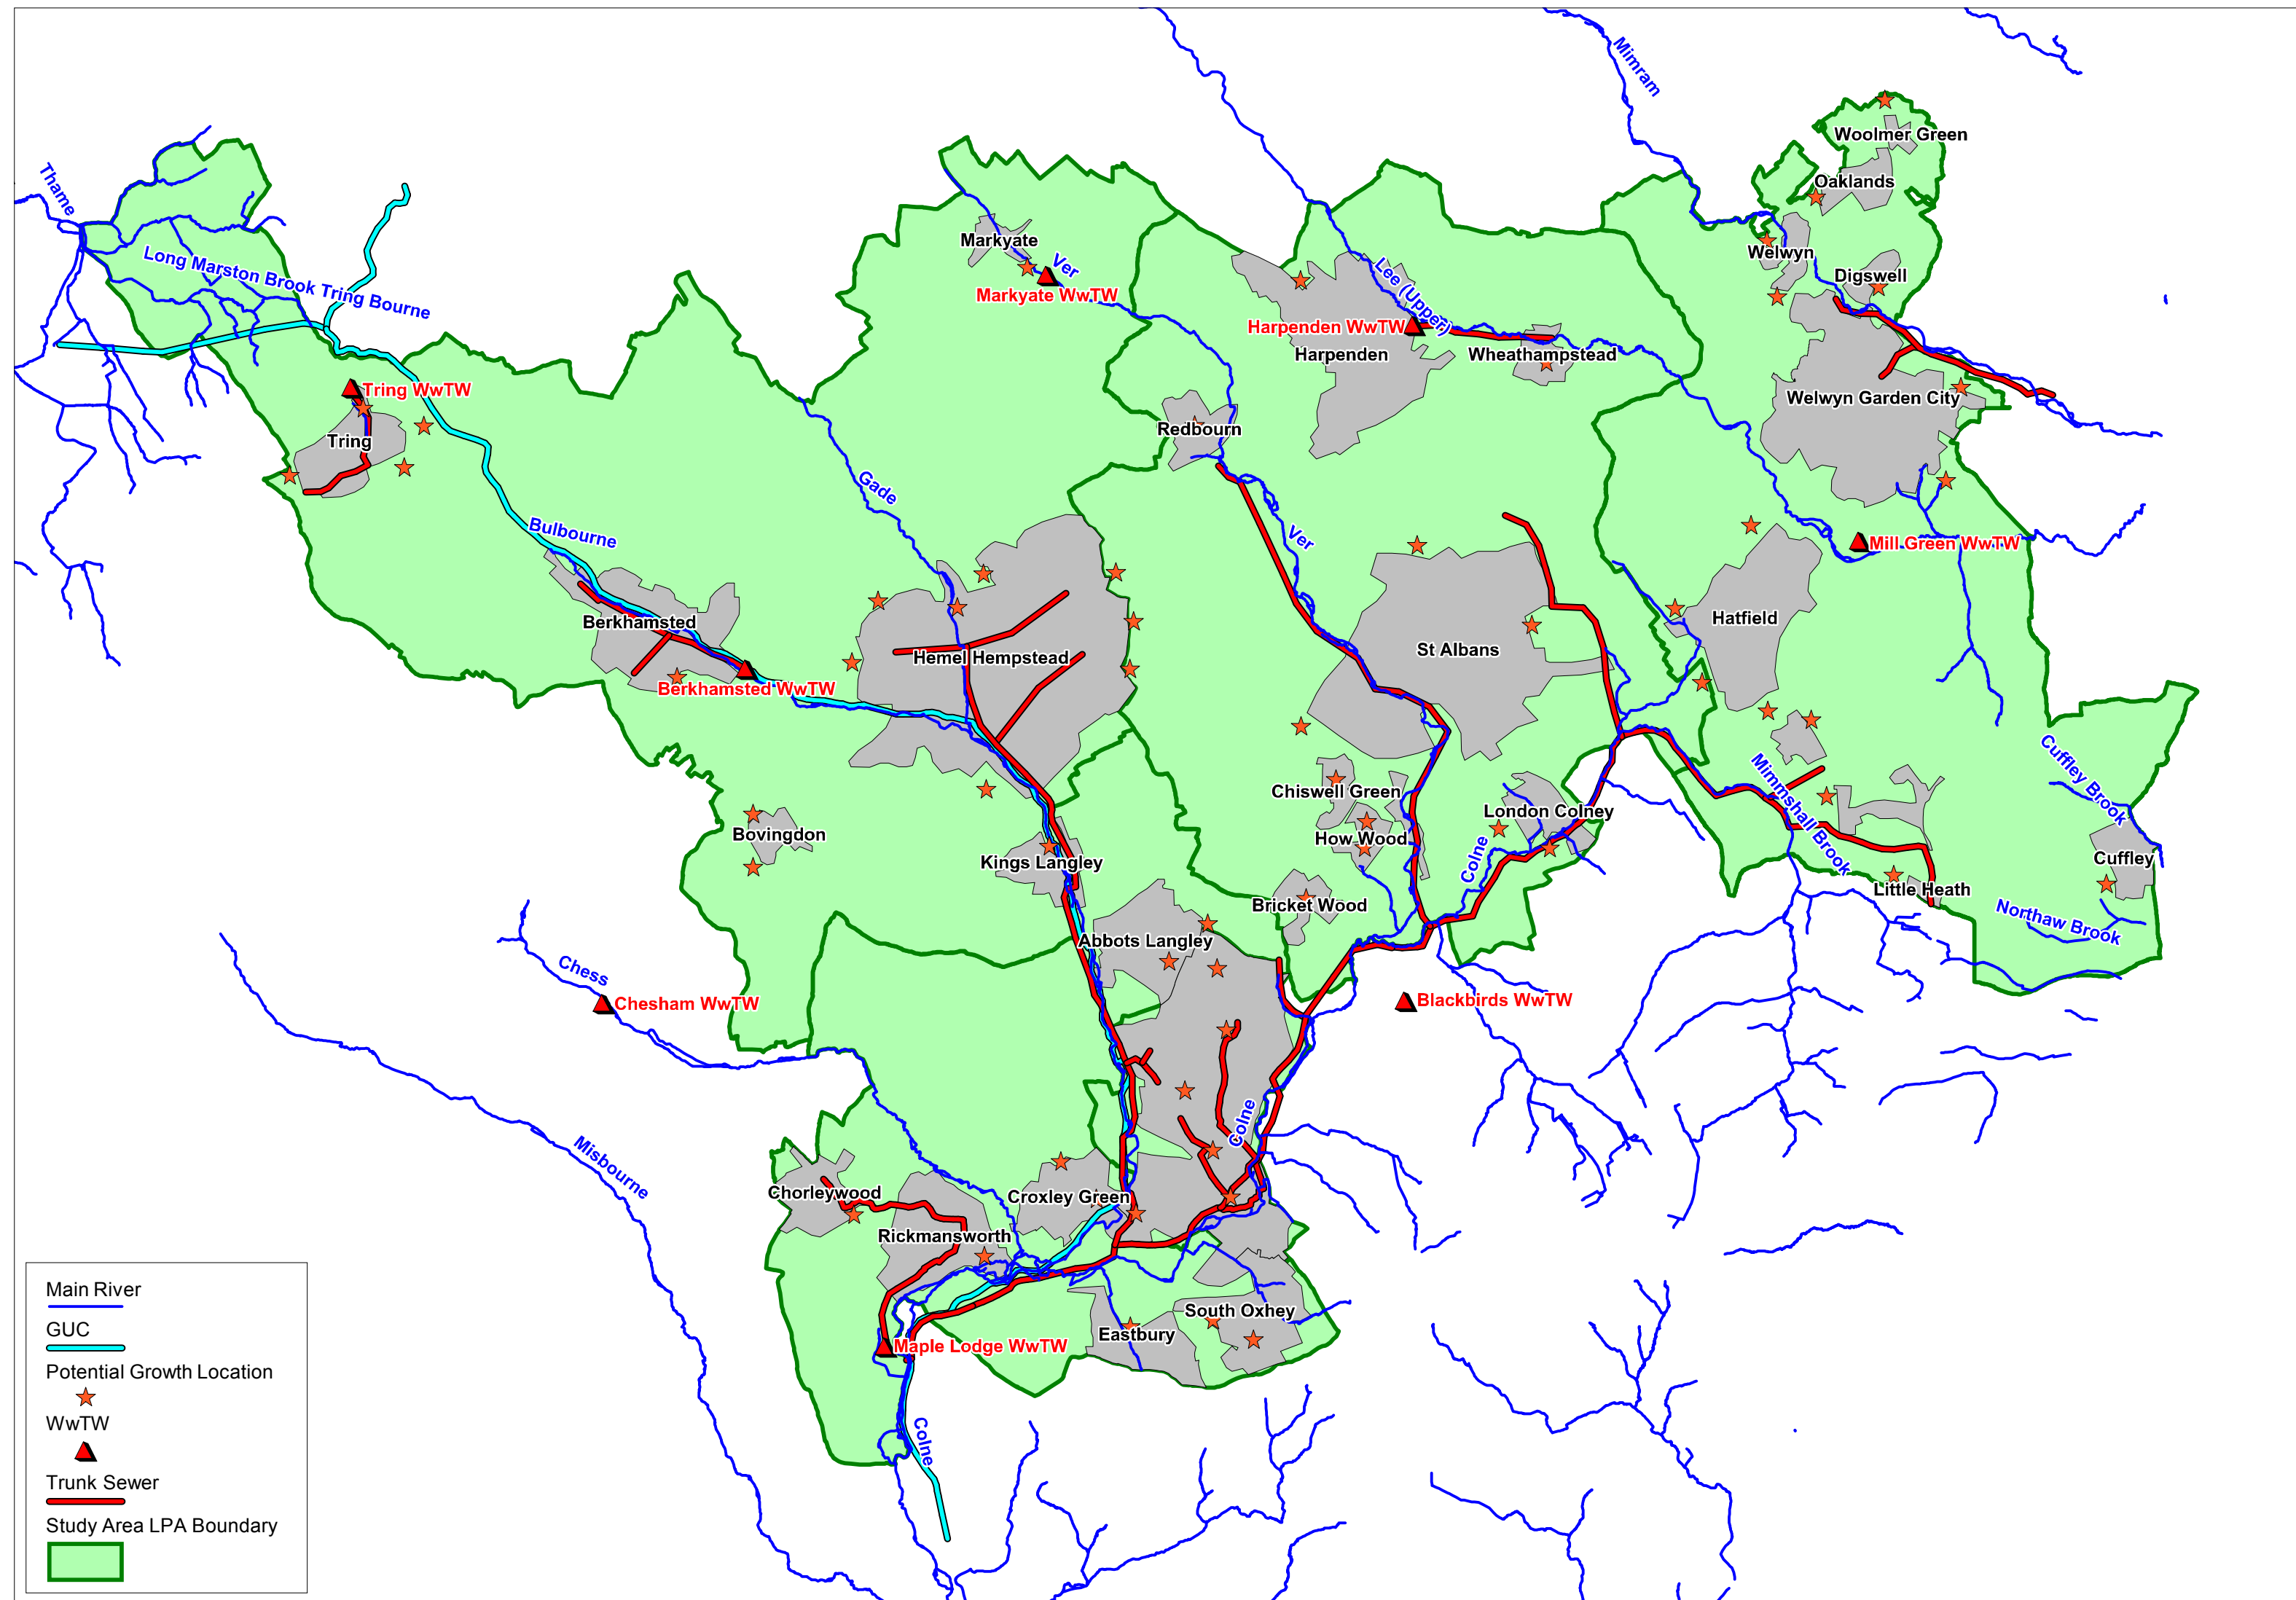 Mimram
Woolmer Green
Thame
Oaklands
Markyate
Ver
Welwyn
Long Marston Brook Tring Bourne
Digswell
Markyate WwTW
Lee (Upper)
Harpenden WwTW
Harpenden
Wheathampstead
Tring WwTW
Welwyn Garden City
Tring
Redbourn
Gade
Bulbourne
Ver
Mill Green WwTW
Berkhamsted
Hatfield
Hemel Hempstead
St Albans
Berkhamsted WwTW
Cuffley Brook
Mimmshall Brook
Chiswell Green
London Colney
Bovingdon
How Wood
Kings Langley
Colne
Cuffley
Little Heath
Bricket Wood
Northaw Brook
Abbots Langley
Chess
Chesham WwTW
Blackbirds WwTW
Colne
Misbourne
Chorleywood
Croxley Green
Rickmansworth
South Oxhey
Eastbury
Maple Lodge WwTW
Colne
Main River
GUC
Potential Growth Location
WwTW
Trunk Sewer
Study Area LPA Boundary